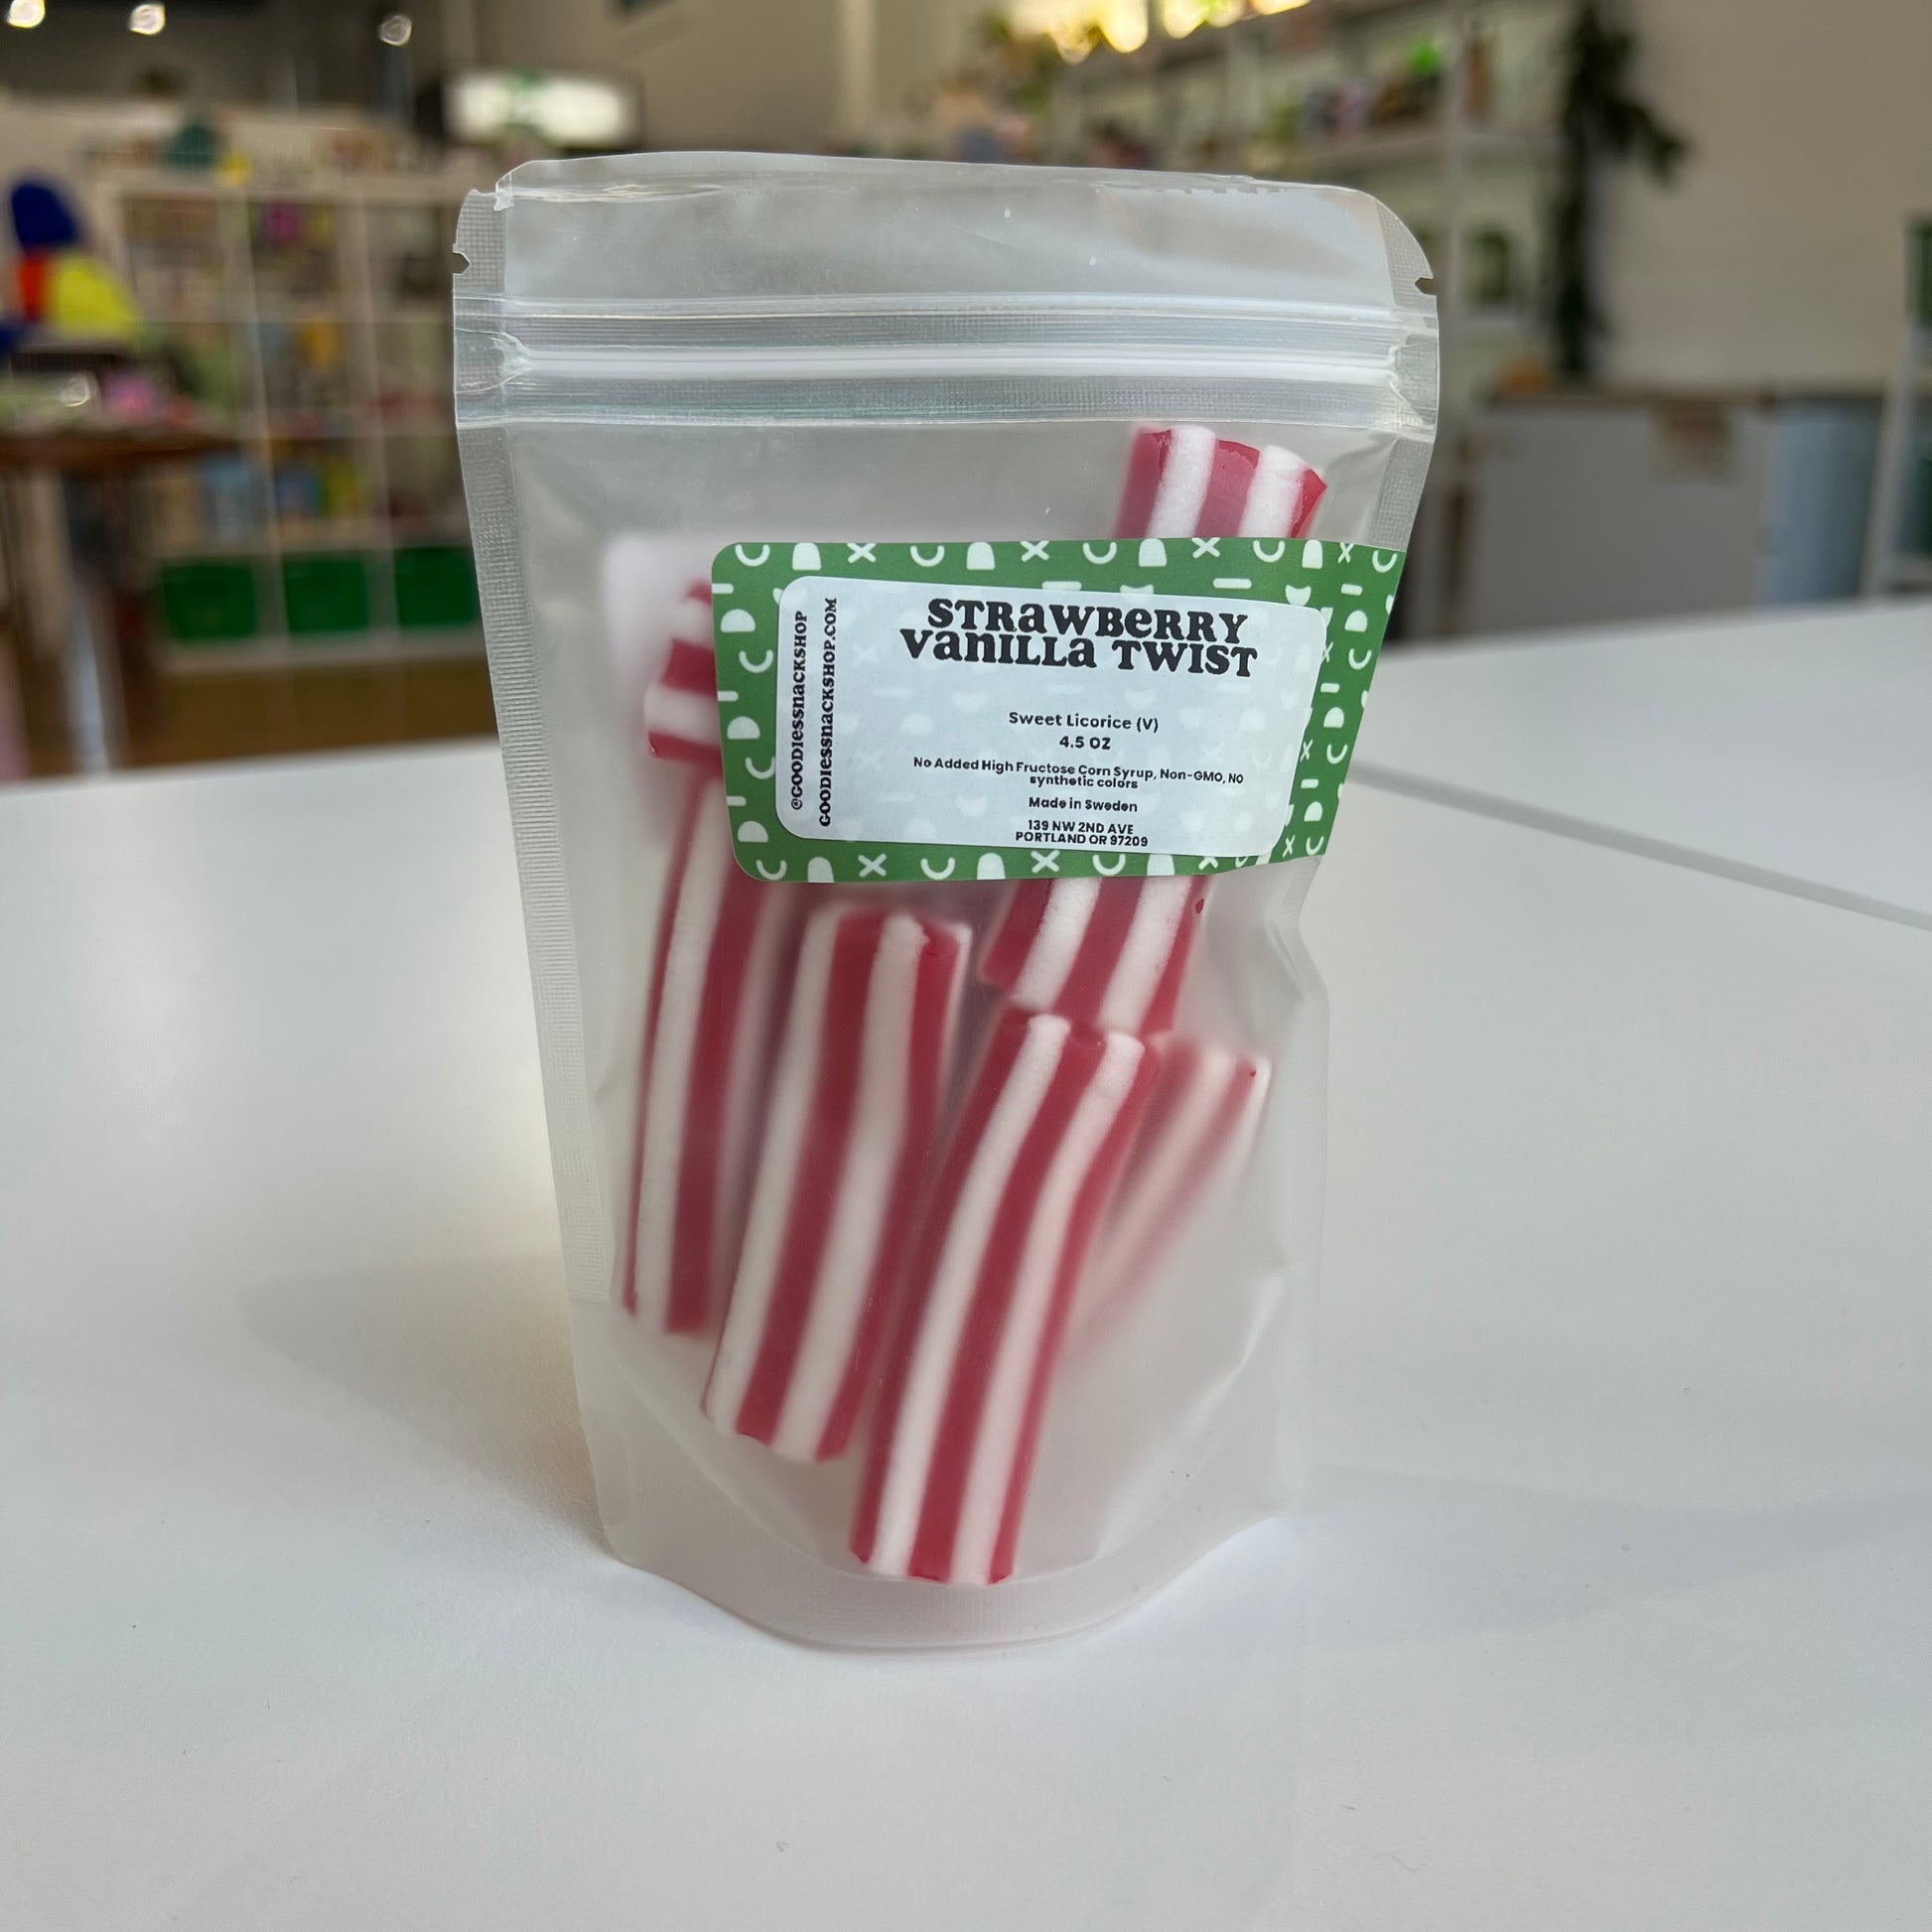 STRAWBERRY
VANILLA TWIST
Sweet Licorice (V)
4.5 OZ
No Added High Fructose Corn Syrup, Non-GMO, NO
synthetic colors
Made in Sweden
139 NW 2ND AVE
PORTLAND OR 97209
@GOODIESSNACKSHOP
GOODIESSNACKSHOP.COM